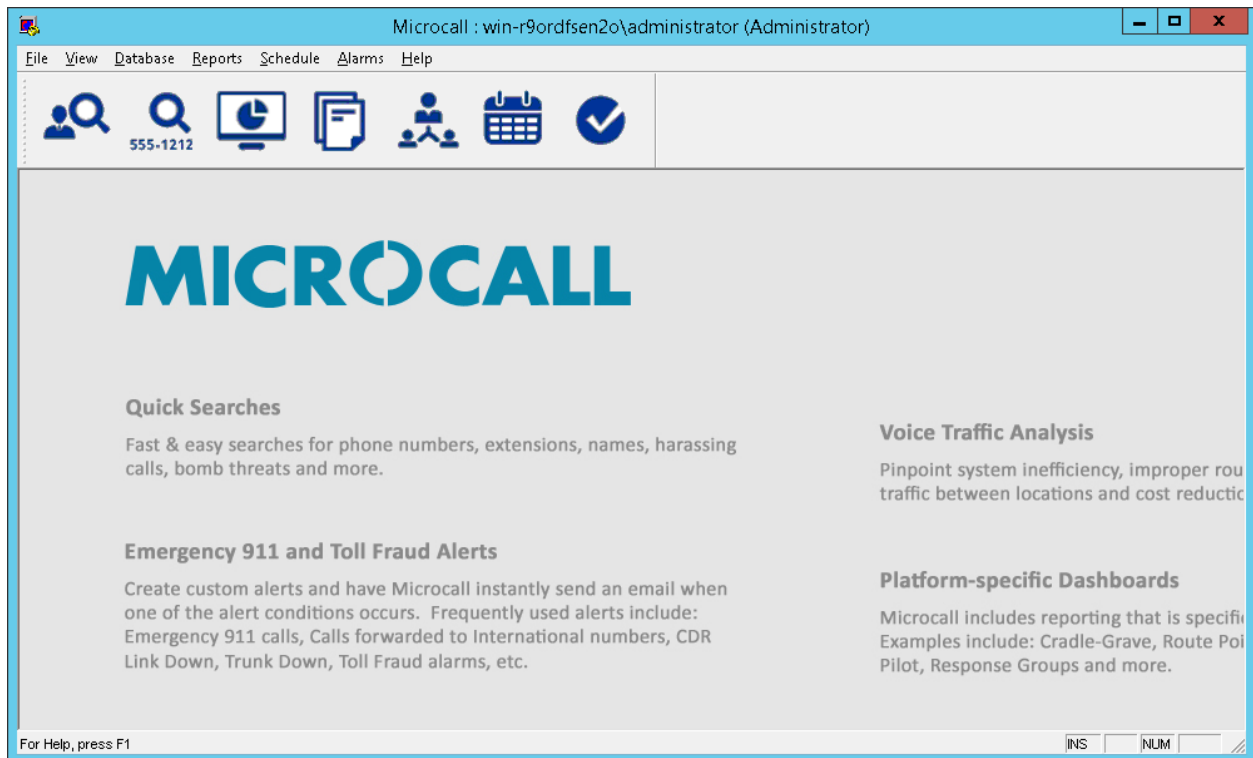 Microcall : win-r9ordfsen2o\administrator (Administrator)
File View Database Reports Schedule Alarms Help
555-1212
MICROCALL
Quick Searches
Fast & easy searches for phone numbers, extensions, names, harassing
calls, bomb threats and more.
Emergency 911 and Toll Fraud Alerts
Create custom alerts and have Microcall instantly send an email when
one of the alert conditions occurs.  Frequently used alerts include:
Emergency 911 calls, Calls forwarded to International numbers, CDR
Link Down, Trunk Down, Toll Fraud alarms, etc.
Voice Traffic Analysis
Pinpoint system inefficiency, improper rou
traffic between locations and cost reductic
Platform-specific Dashboards
Microcall includes reporting that is specifi
Examples include: Cradle-Grave, Route Poi
Pilot, Response Groups and more.
For Help, press F1
INS NUM